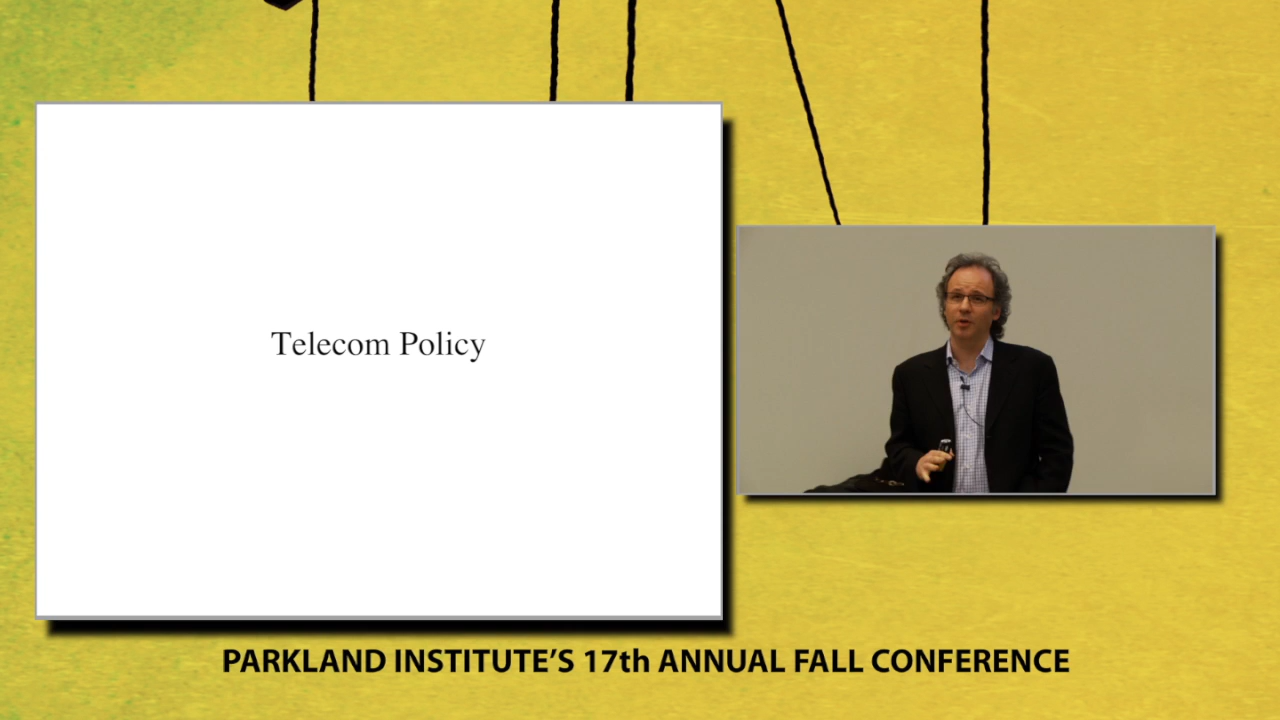 Telecom Policy
PARKLAND INSTITUTE’S 17th ANNUAL FALL CONFERENCE